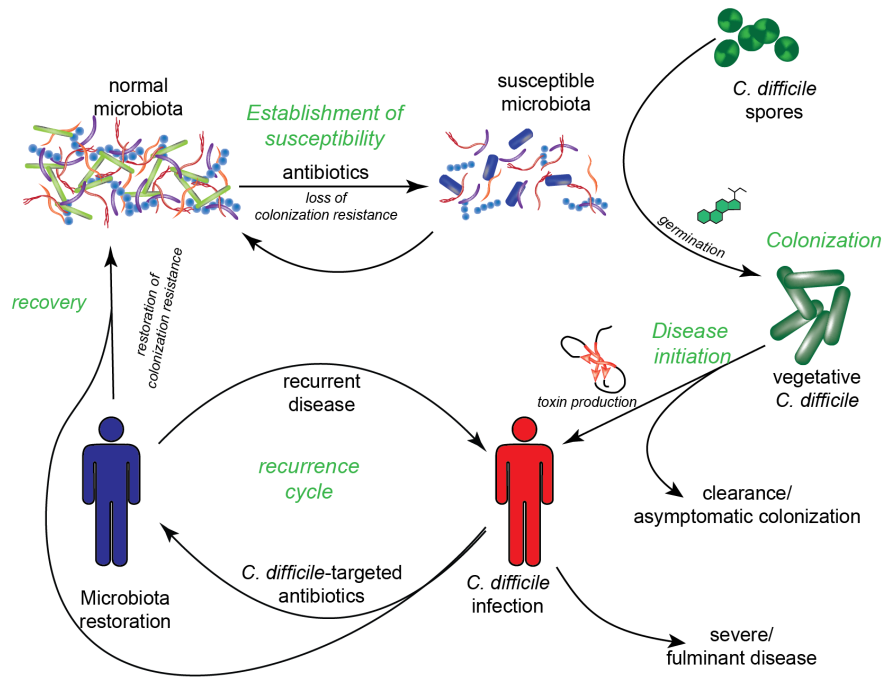 normal
microbiota
Establishment of
susceptibility
antibiotics
loss of
colonization resistance
susceptible
microbiota
C. difficile
spores
germination
Colonization
recovery
restoration of
colonization resistance
Disease
initiation
toxin production
vegetative
C. difficile
recurrent
disease
recurrence
cycle
clearance/
asymptomatic colonization
C. difficile-targeted
antibiotics
Microbiota
restoration
C. difficile
infection
severe/
fulminant disease